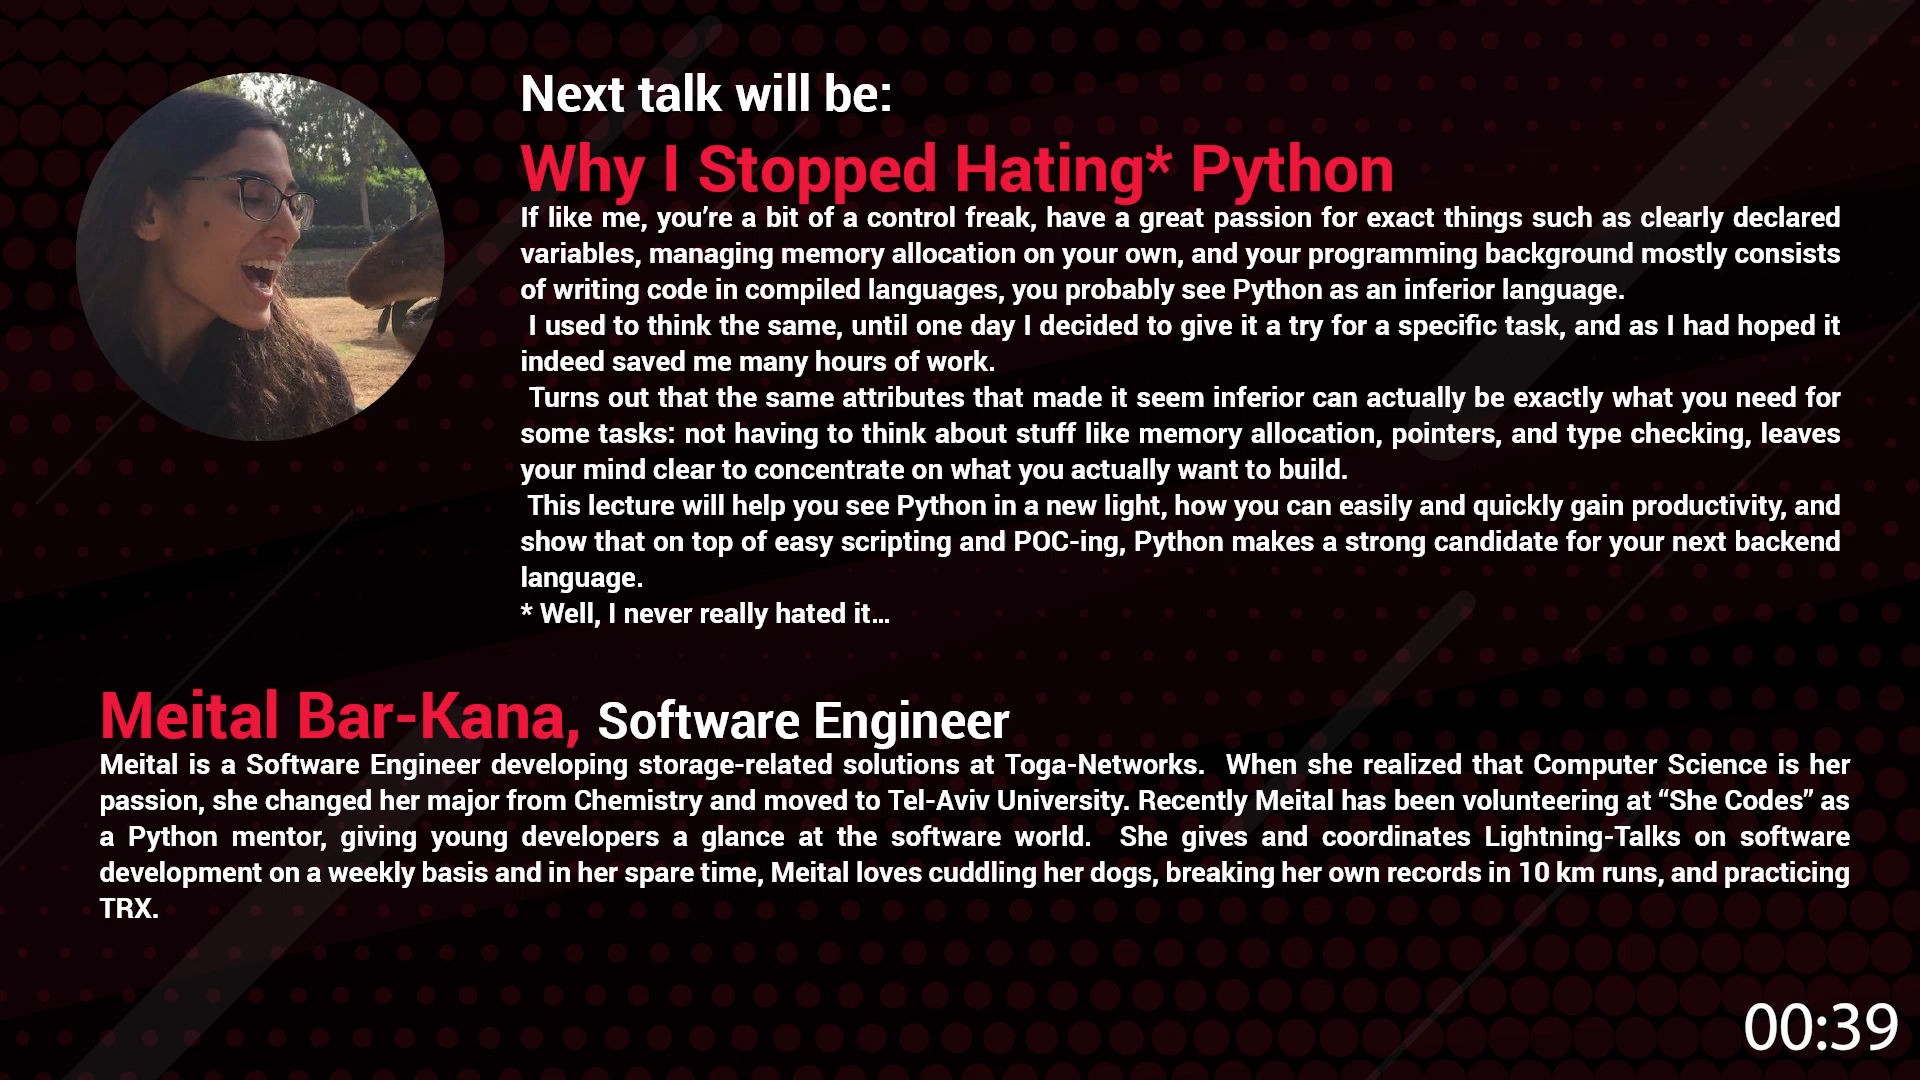 Next talk will be:
Why I Stopped Hating* Python
If like me, you’re a bit of a control freak, have a great passion for exact things such as clearly declared
variables, managing memory allocation on your own, and your programming background mostly consists
of writing code in compiled languages, you probably see Python as an inferior language.
I used to think the same, until one day I decided to give it a try for a specific task, and as I had hoped it
indeed saved me many hours of work.
Turns out that the same attributes that made it seem inferior can actually be exactly what you need for
some tasks: not having to think about stuff like memory allocation, pointers, and type checking, leaves
your mind clear to concentrate on what you actually want to build.
This lecture will help you see Python in a new light, how you can easily and quickly gain productivity, and
show that on top of easy scripting and POC-ing, Python makes a strong candidate for your next backend
language.
* Well, I never really hated it...
Meital Bar-Kana, Software Engineer
Meital is a Software Engineer developing storage-related solutions at Toga-Networks. When she realized that Computer Science is her
passion, she changed her major from Chemistry and moved to Tel-Aviv University. Recently Meital has been volunteering at “She Codes” as
a Python mentor, giving young developers a glance at the software world. She gives and coordinates Lightning-Talks on software
development on a weekly basis and in her spare time, Meital loves cuddling her dogs, breaking her own records in 10 km runs, and practicing
TRX.
00:39